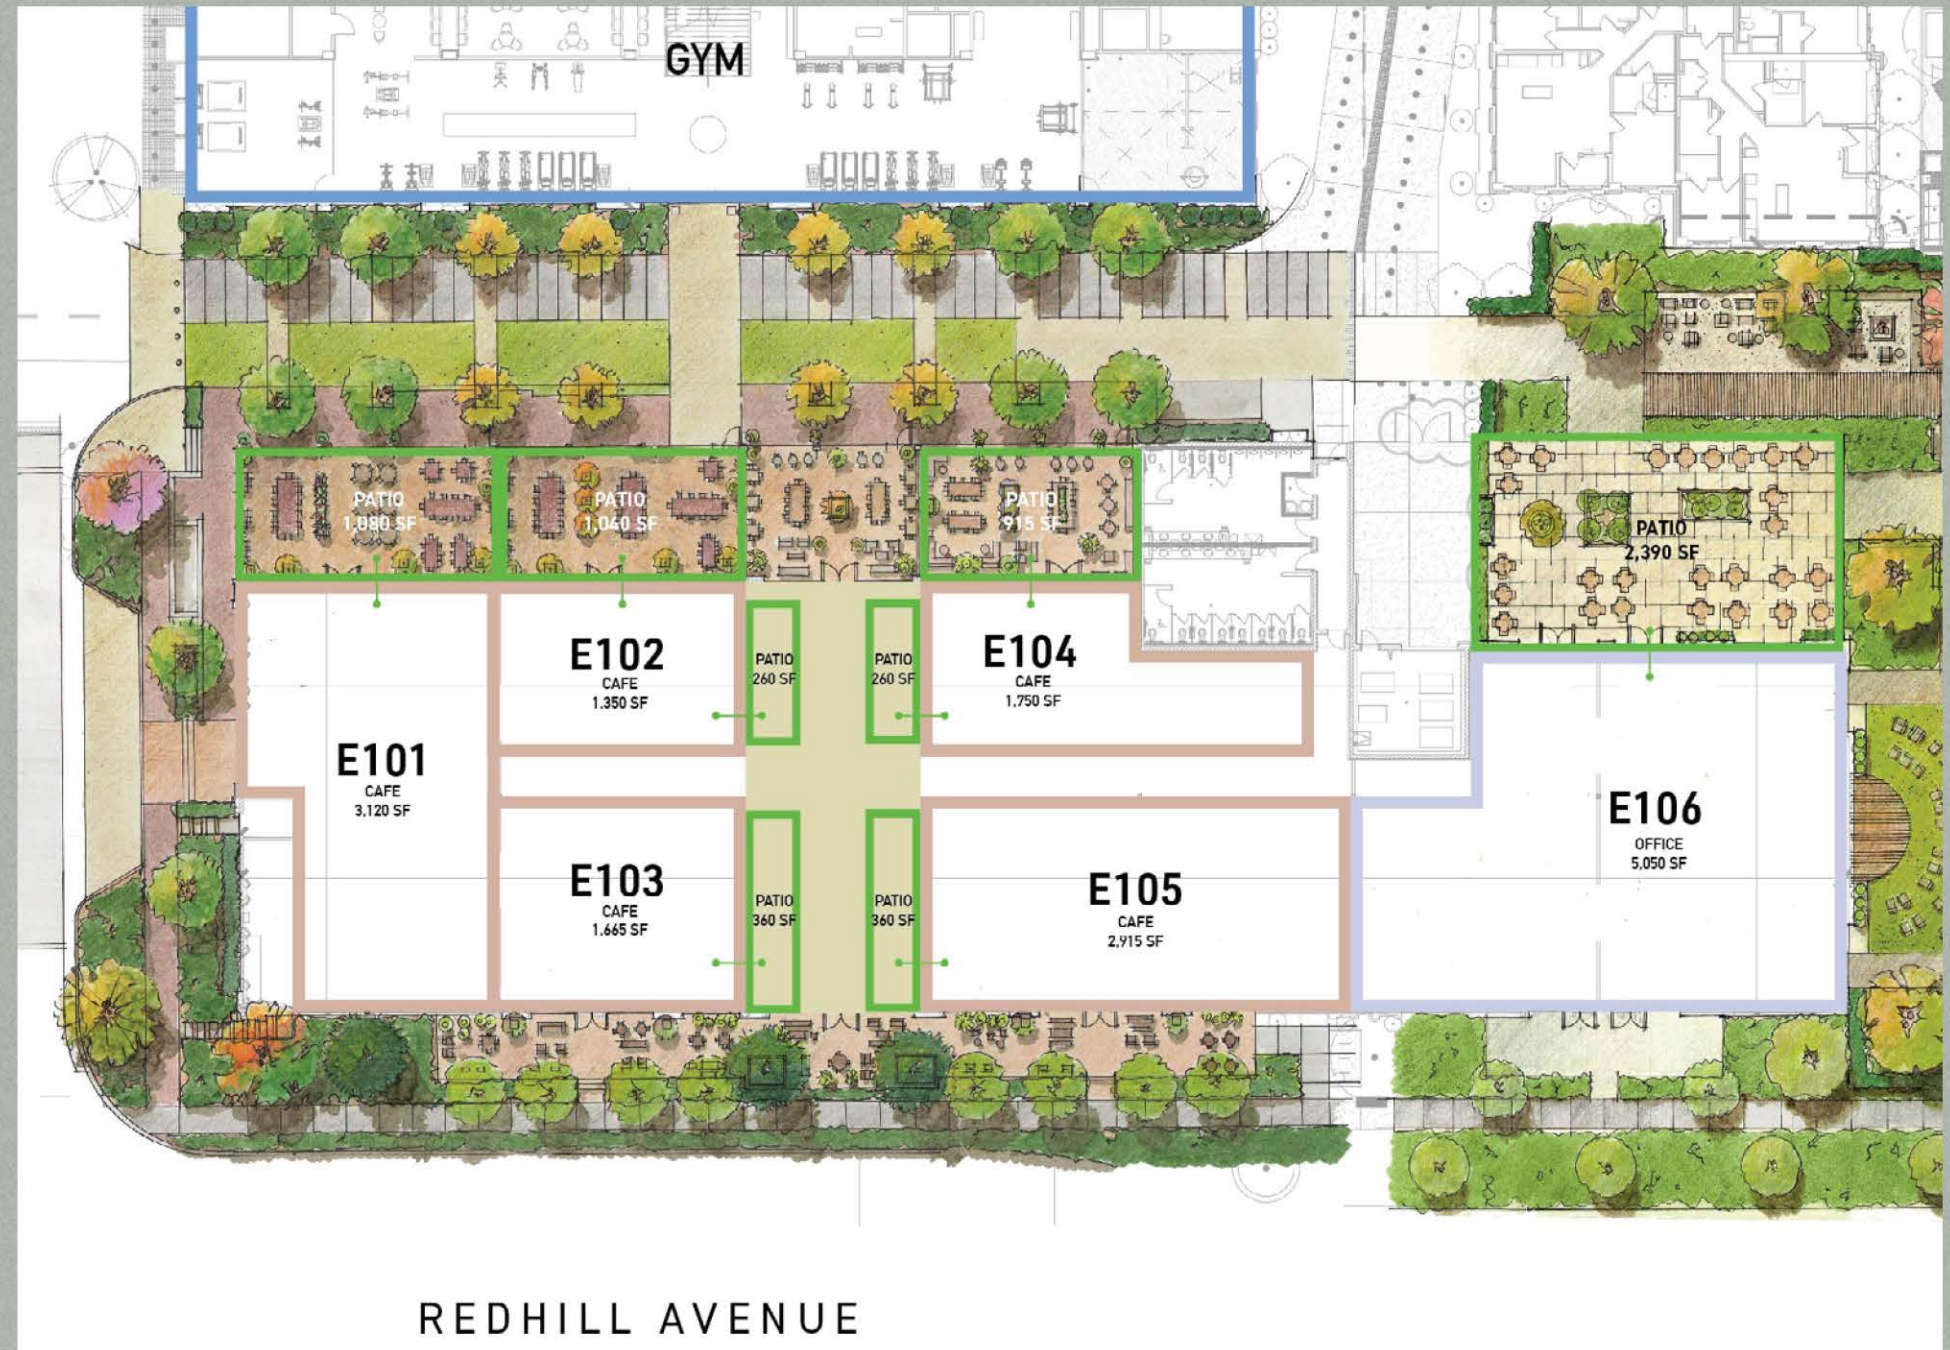 GYM
PATIO
1,080 SF
PATIO
1,040 SF
PATIO
915 SF
PATIO
2,390 SF
E101
CAFE
3,120 SF
E102
CAFE
1.350 SF
PATIO
260 SF
PATIO
260 SF
E104
CAFE
1,750 SF
E103
CAFE
1.665 SF
PATIO
360 SF
PATIO
360 SF
E105
CAFE
2,915 SF
E106
OFFICE
5,050 SF
REDHILL AVENUE